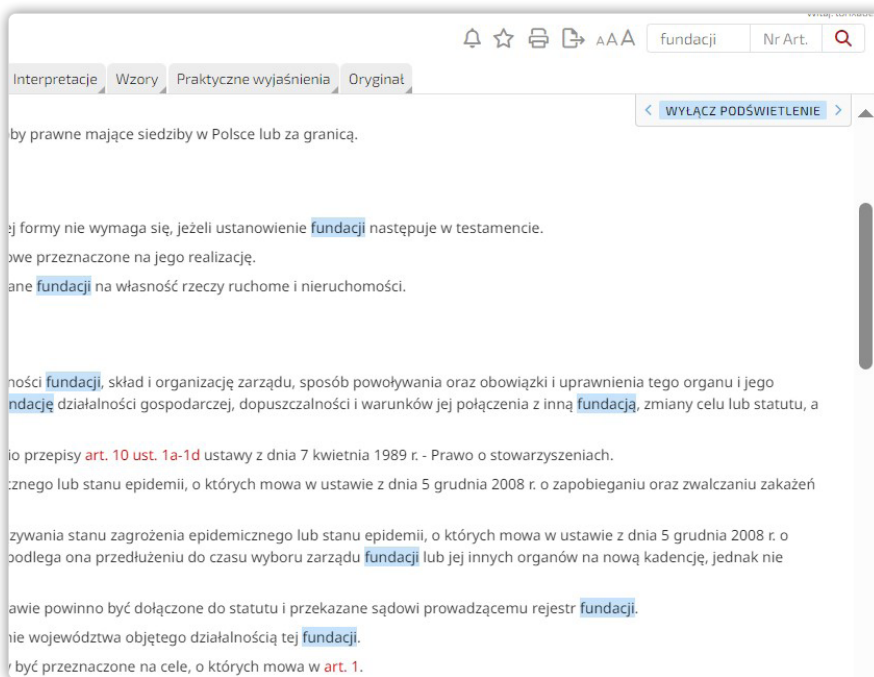 fundacji Nr Art.
Interpretacje Wzory Praktyczne wyjaśnienia Oryginał
WYŁĄCZ PODŚWIETLENIE
by prawne mające siedziby w Polsce lub za granicą.
j formy nie wymaga się, jeżeli ustanowienie fundacji następuje w testamencie.
we przeznaczone na jego realizację.
ane fundacji na własność rzeczy ruchome i nieruchomości.
ności fundacji, skład i organizację zarządu, sposób powoływania oraz obowiązki i uprawnienia tego organu i jego
ndację działalności gospodarczej, dopuszczalności i warunków jej połączenia z inną fundacją, zmiany celu lub statutu, a
io przepisy art. 10 ust. 1a-1d ustawy z dnia 7 kwietnia 1989 r. - Prawo o stowarzyszeniach.
znego lub stanu epidemii, o których mowa w ustawie z dnia 5 grudnia 2008 r. o zapobieganiu oraz zwalczaniu zakażeń
zywania stanu zagrożenia epidemicznego lub stanu epidemii, o których mowa w ustawie z dnia 5 grudnia 2008 r. o
podlega ona przedłużeniu do czasu wyboru zarządu fundacji lub jej innych organów na nową kadencję, jednak nie
awie powinno być dołączone do statutu i przekazane sądowi prowadzącemu rejestr fundacji.
nie województwa objętego działalnością tej fundacji.
być przeznaczone na cele, o których mowa w art. 1.